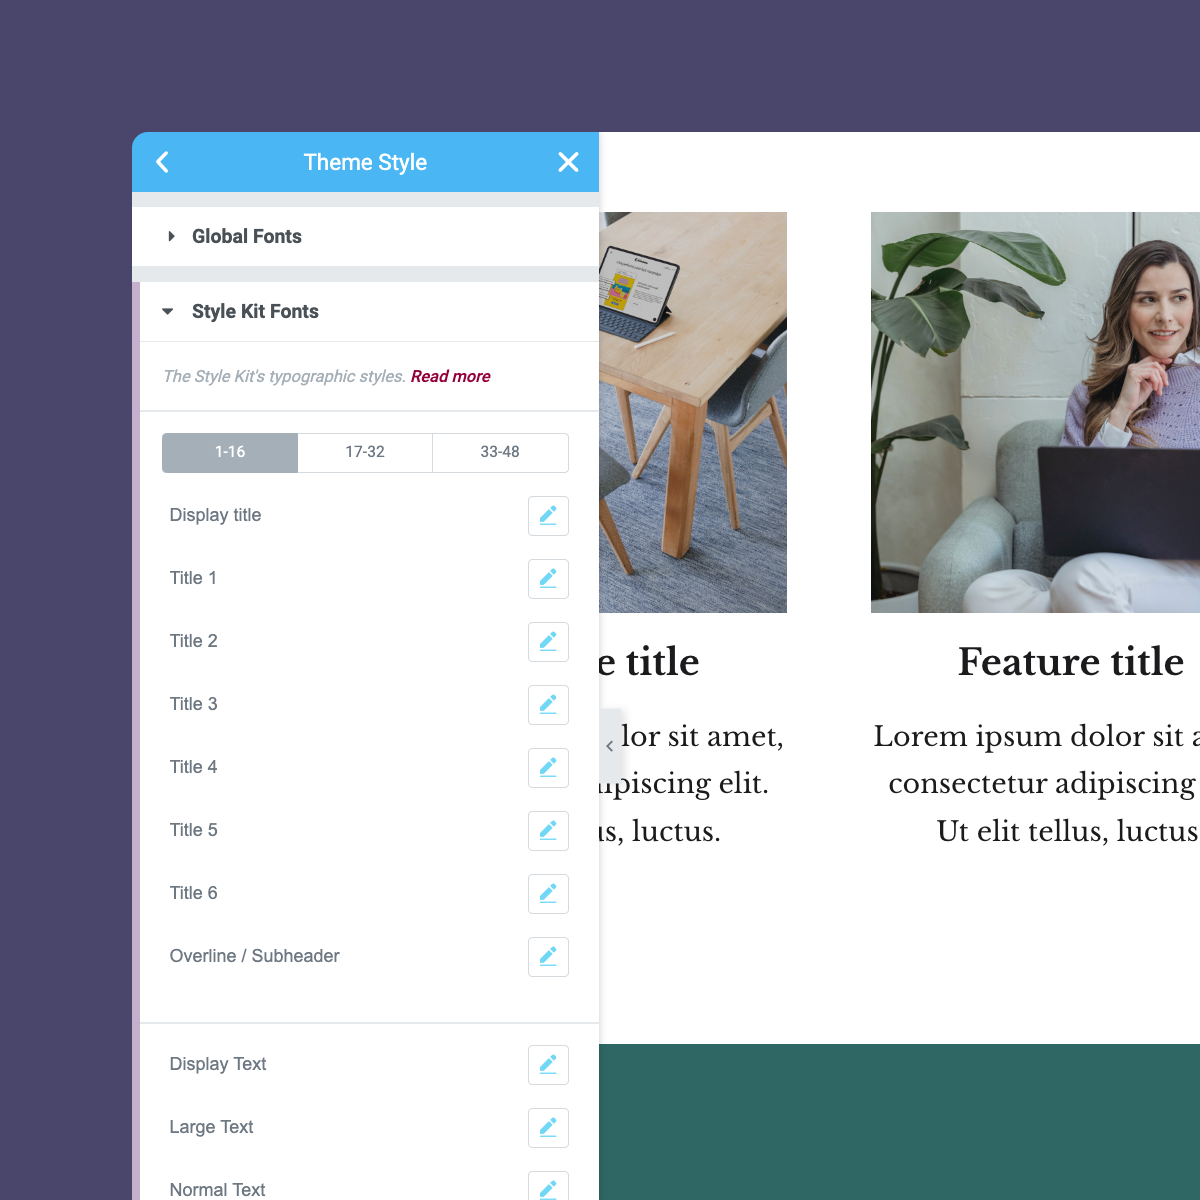 Theme Style
Global Fonts
Style Kit Fonts
The Style Kit's typographic styles. Read more
1-16 17-32 33-48
Display title
Title 1
Title 2
Title 3
Title 4
Title 5
Title 6
Overline / Subheader
Display Text
Large Text
Normal Text
e title
lor sit amet,
ipiscing elit.
us, luctus.
Feature title
Lorem ipsum dolor sit a
consectetur adipiscing
Ut elit tellus, luctus